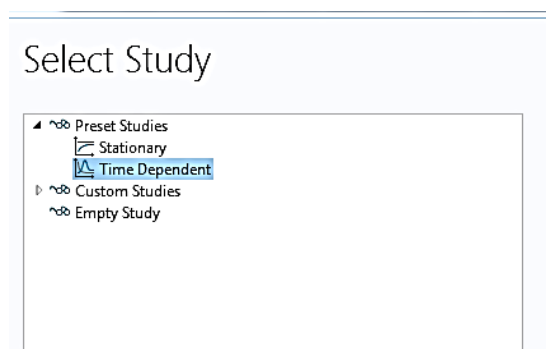 Select Study
Preset Studies
Stationary
Time Dependent
Custom Studies
Empty Study